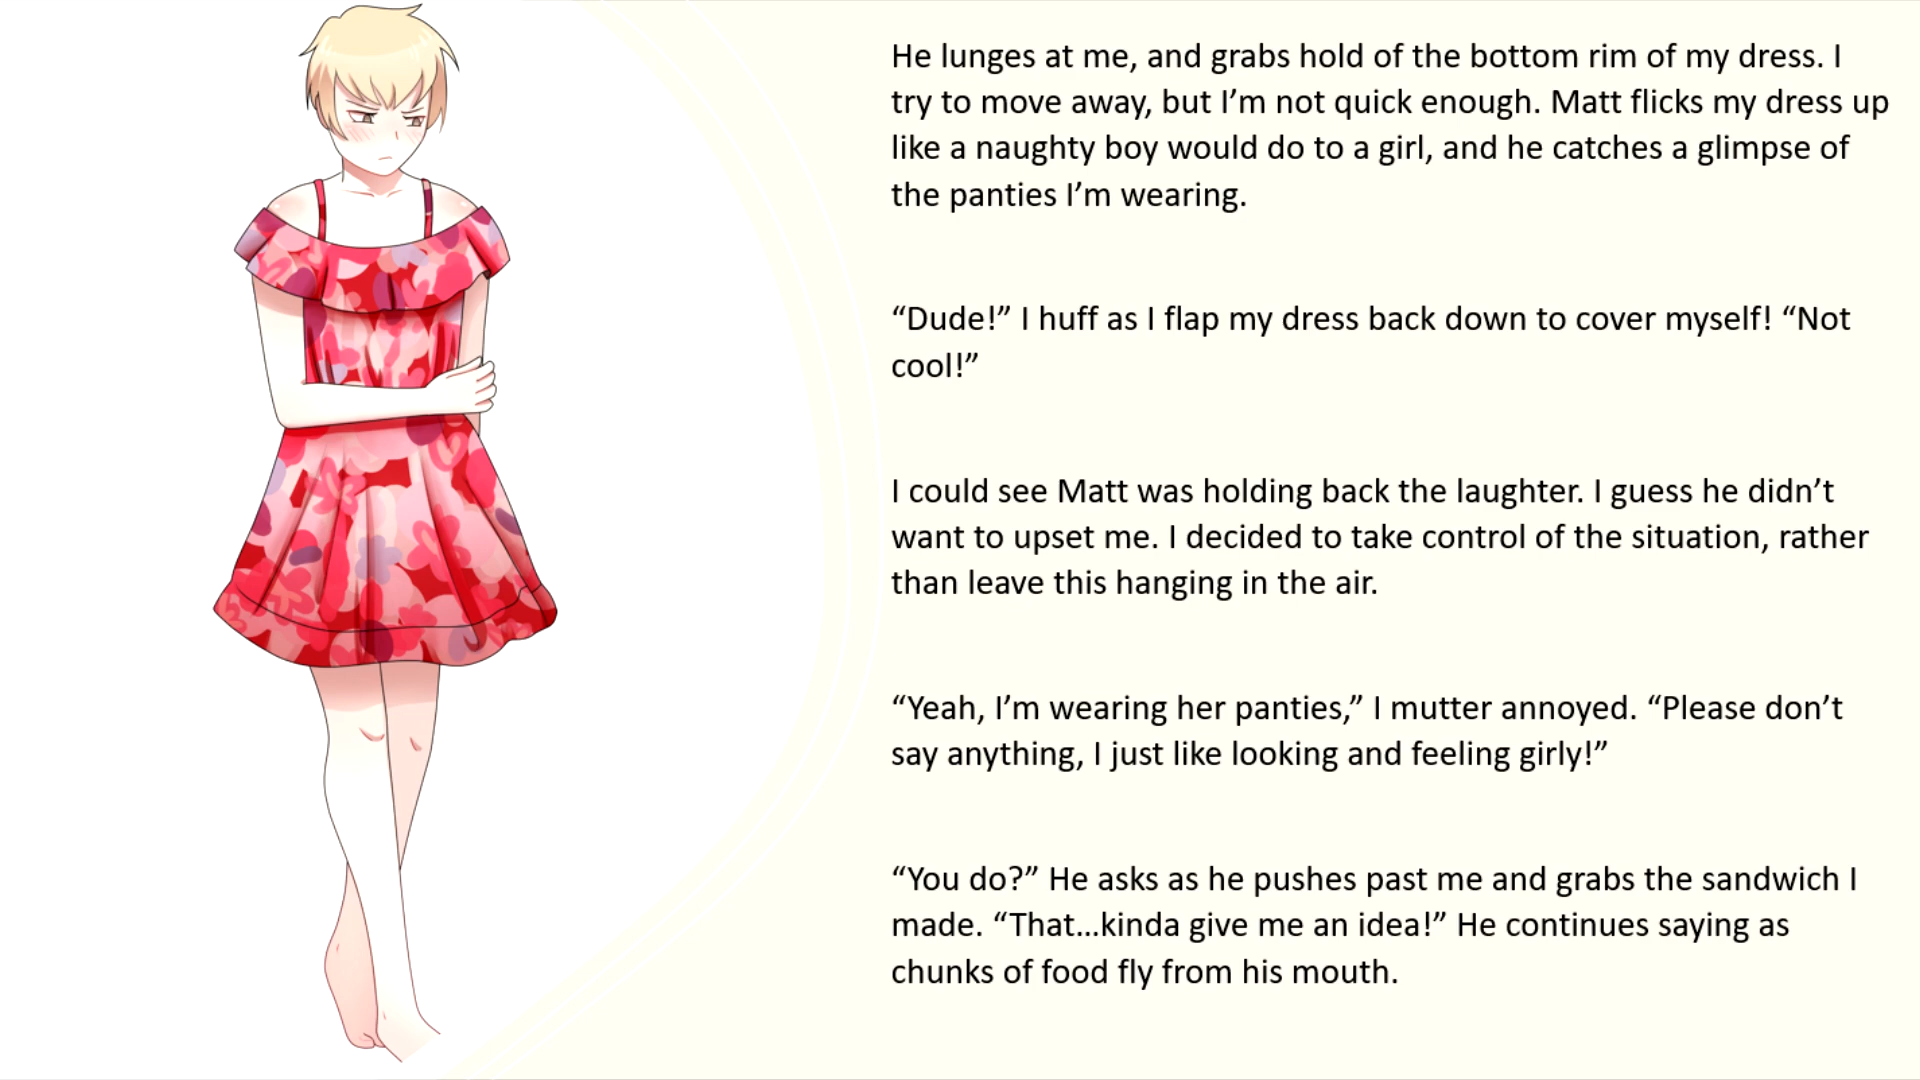 He lunges at me, and grabs hold of the bottom rim of my dress. I
try to move away, but I’m not quick enough. Matt flicks my dress up
like a naughty boy would do to a girl, and he catches a glimpse of
the panties I’m wearing.
“Dude!” I huff as I flap my dress back down to cover myself! “Not
cool!”
I could see Matt was holding back the laughter. I guess he didn’t
want to upset me. I decided to take control of the situation, rather
than leave this hanging in the air.
“Yeah, I’m wearing her panties,” I mutter annoyed. “Please don’t
say anything, I just like looking and feeling girly!”
“You do?” He asks as he pushes past me and grabs the sandwich I
made. “That…kinda give me an idea!” He continues saying as
chunks of food fly from his mouth.